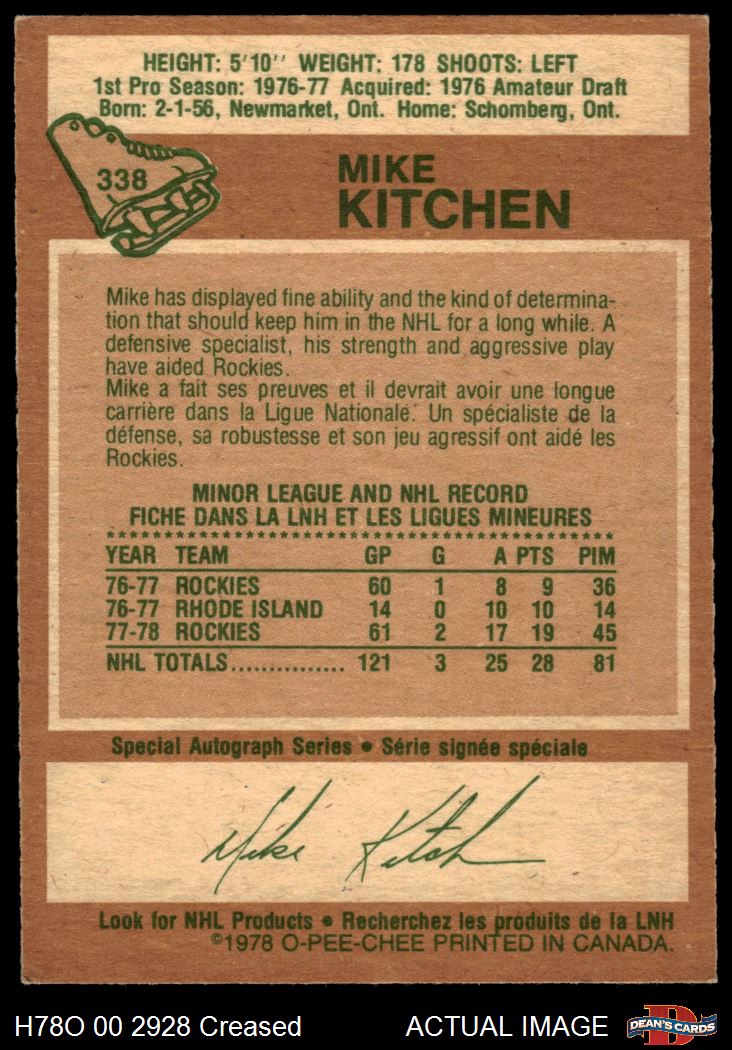 HEIGHT: 5'10'' WEIGHT: 178 SHOOTS: LEFT
1st Pro Season: 1976-77 Acquired: 1976 Amateur Draft
Born: 2-1-56, Newmarket, Ont. Home: Schomberg, Ont.
338
MIKE
KITCHEN
Mike has displayed fine ability and the kind of determina-
tion that should keep him in the NHL for a long while. A
defensive specialist, his strength and aggressive play
have aided Rockies.
Mike a fait ses preuves et il devrait avoir une longue
carrière dans la Ligue Nationale. Un spécialiste de la
défense, sa robustesse et son jeu agressif ont aidé les
Rockies.
MINOR LEAGUE AND NHL RECORD
FICHE DANS LA LNH ET LES LIGUES MINEURES
YEAR TEAM GP G A PTS PIM
76-77 ROCKIES 60 1 8 9 36
76-77 RHODE ISLAND 14 0 10 10 14
77-78 ROCKIES 61 2 17 19 45
NHL TOTALS............... 121 3 25 28 81
Special Autograph Series • Série signée spéciale
Mike Kitch
Look for NHL Products • Recherchez les produits de la LNH
©1978 O-PEE-CHEE PRINTED IN CANADA.
H78O 00 2928 Creased ACTUAL IMAGE D DEAN'S CARDS